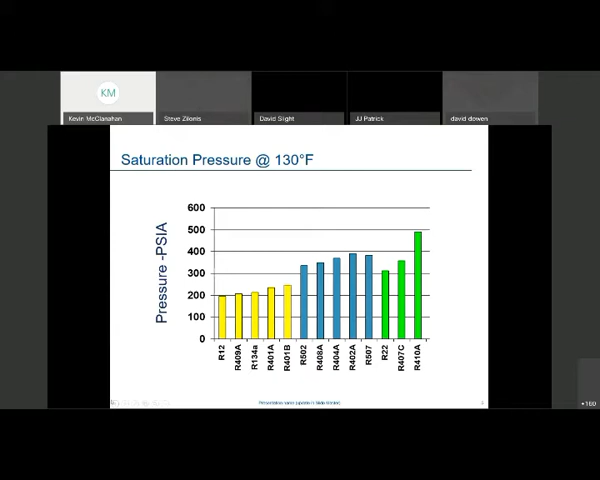 KM
Kevin McClanahan
Steve Zilonis
David Slight
JJ Patrick
david dowen
Saturation Pressure @ 130°F
Pressure -PSIA
600
500
400
300
200
100
0
R12
R409A
R134a
R401A
R401B
R502
R408A
R404A
R402A
R507
R22
R407C
R410A